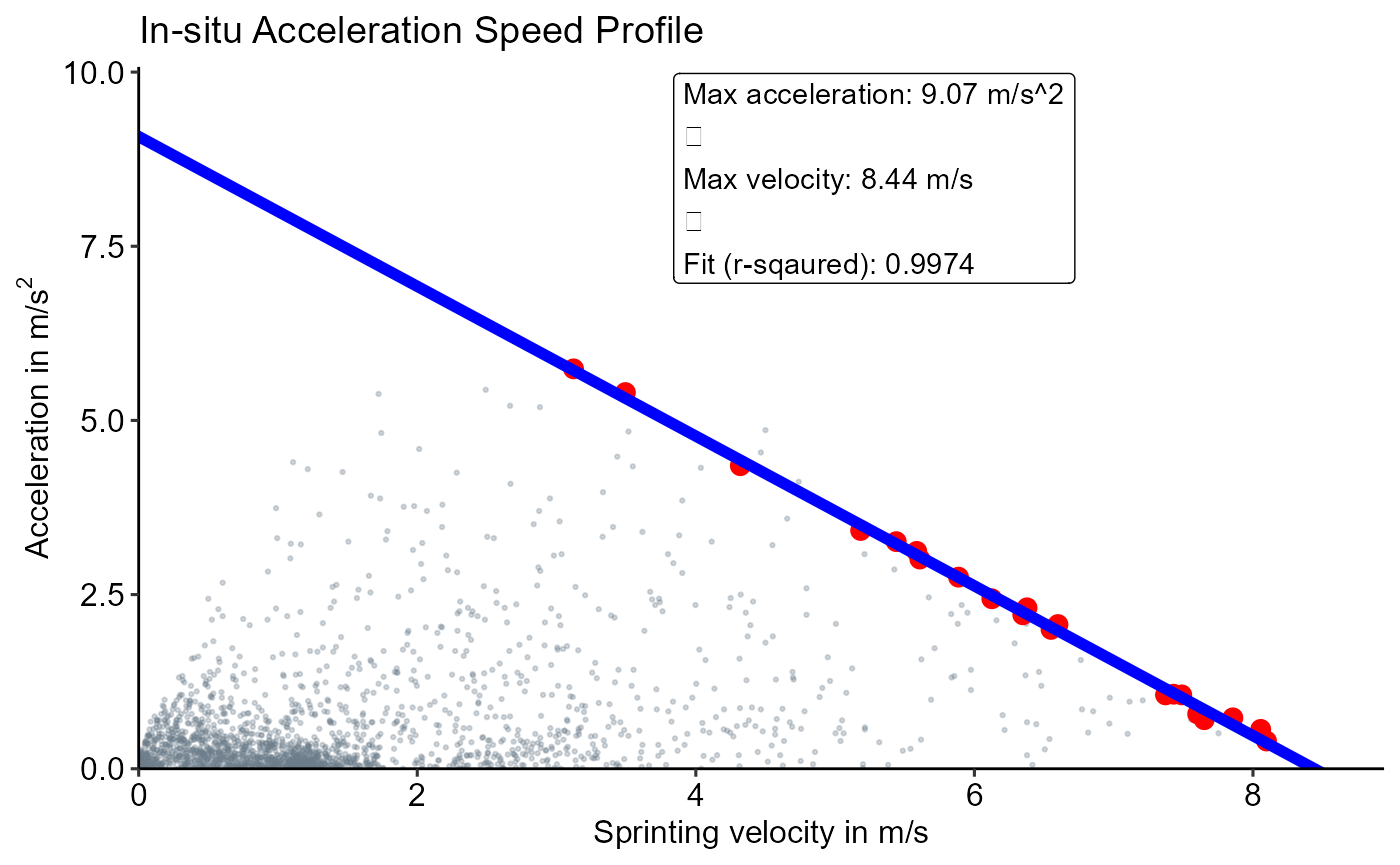 In-situ Acceleration Speed Profile
10.0
7.5
5.0
2.5
0.0
Acceleration in m/s²
Max acceleration: 9.07 m/s^2
Max velocity: 8.44 m/s
Fit (r-sqaured): 0.9974
0 2 4 6 8
Sprinting velocity in m/s